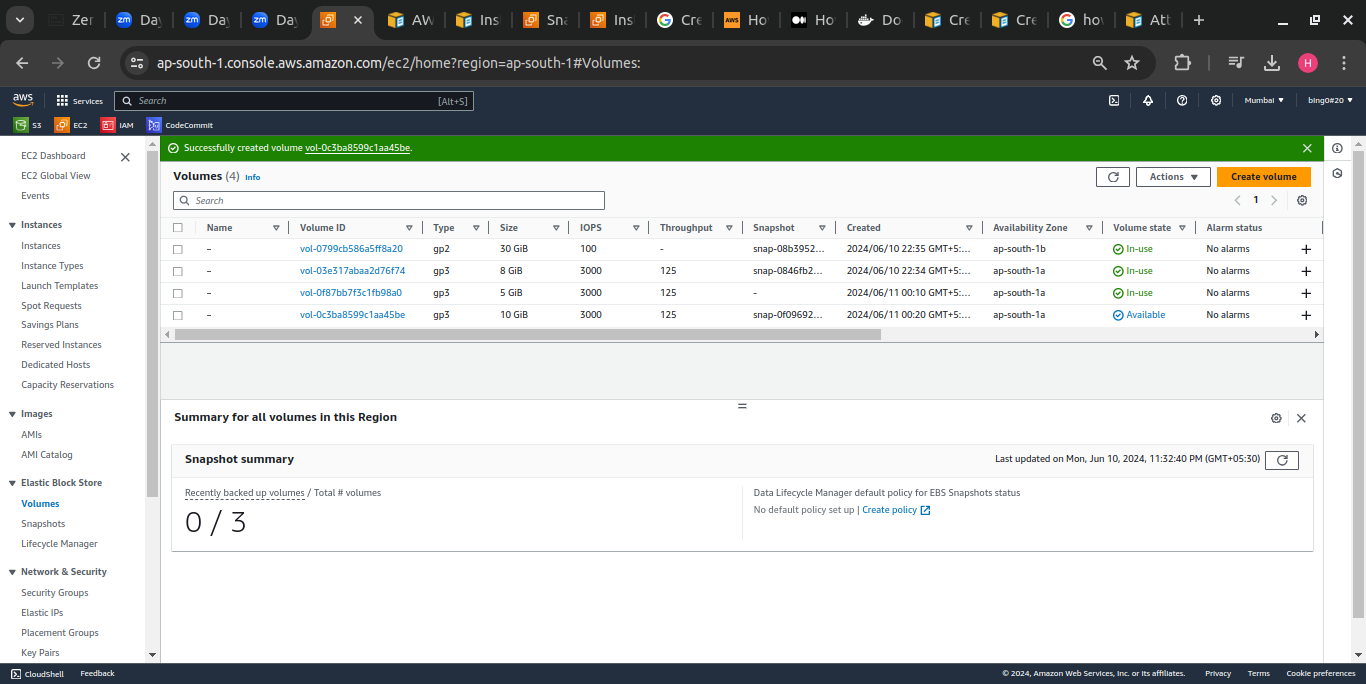 Zer
Day
Day
Day
AW
Ins
Sna
Ins
Cre
Ho
Ho
Do
Cre
Cre
how
Att
ap-south-1.console.aws.amazon.com/ec2/home?region=ap-south-1#Volumes:
H
aws
Services
Search
[Alt+S]
Mumbai
bing0#20
S3
EC2
IAM
CodeCommit
EC2 Dashboard
EC2 Global View
Events
Instances
Instances
Instance Types
Launch Templates
Spot Requests
Savings Plans
Reserved Instances
Dedicated Hosts
Capacity Reservations
Images
AMIs
AMI Catalog
Elastic Block Store
Volumes
Snapshots
Lifecycle Manager
Network & Security
Security Groups
Elastic IPs
Placement Groups
Key Pairs
Successfully created volume vol-0c3ba8599c1aa45be.
Volumes (4) Info
Actions
Create volume
Search
1
Name Volume ID Type Size IOPS Throughput Snapshot Created Availability Zone Volume state Alarm status
– vol-0799cb586a5ff8a20 gp2 30 GiB 100 - snap-08b3952... 2024/06/10 22:35 GMT+5:... ap-south-1b In-use No alarms +
– vol-03e317abaa2d76f74 gp3 8 GiB 3000 125 snap-0846fb2... 2024/06/10 22:34 GMT+5:... ap-south-1a In-use No alarms +
– vol-0f87bb7f3c1fb98a0 gp3 5 GiB 3000 125 - 2024/06/11 00:10 GMT+5:... ap-south-1a In-use No alarms +
– vol-0c3ba8599c1aa45be gp3 10 GiB 3000 125 snap-0f09692... 2024/06/11 00:20 GMT+5:... ap-south-1a Available No alarms +
Summary for all volumes in this Region
Snapshot summary
Last updated on Mon, Jun 10, 2024, 11:32:40 PM (GMT+05:30)
Recently backed up volumes / Total # volumes
0 / 3
Data Lifecycle Manager default policy for EBS Snapshots status
No default policy set up | Create policy
CloudShell
Feedback
© 2024, Amazon Web Services, Inc. or its affiliates.
Privacy
Terms
Cookie preferences